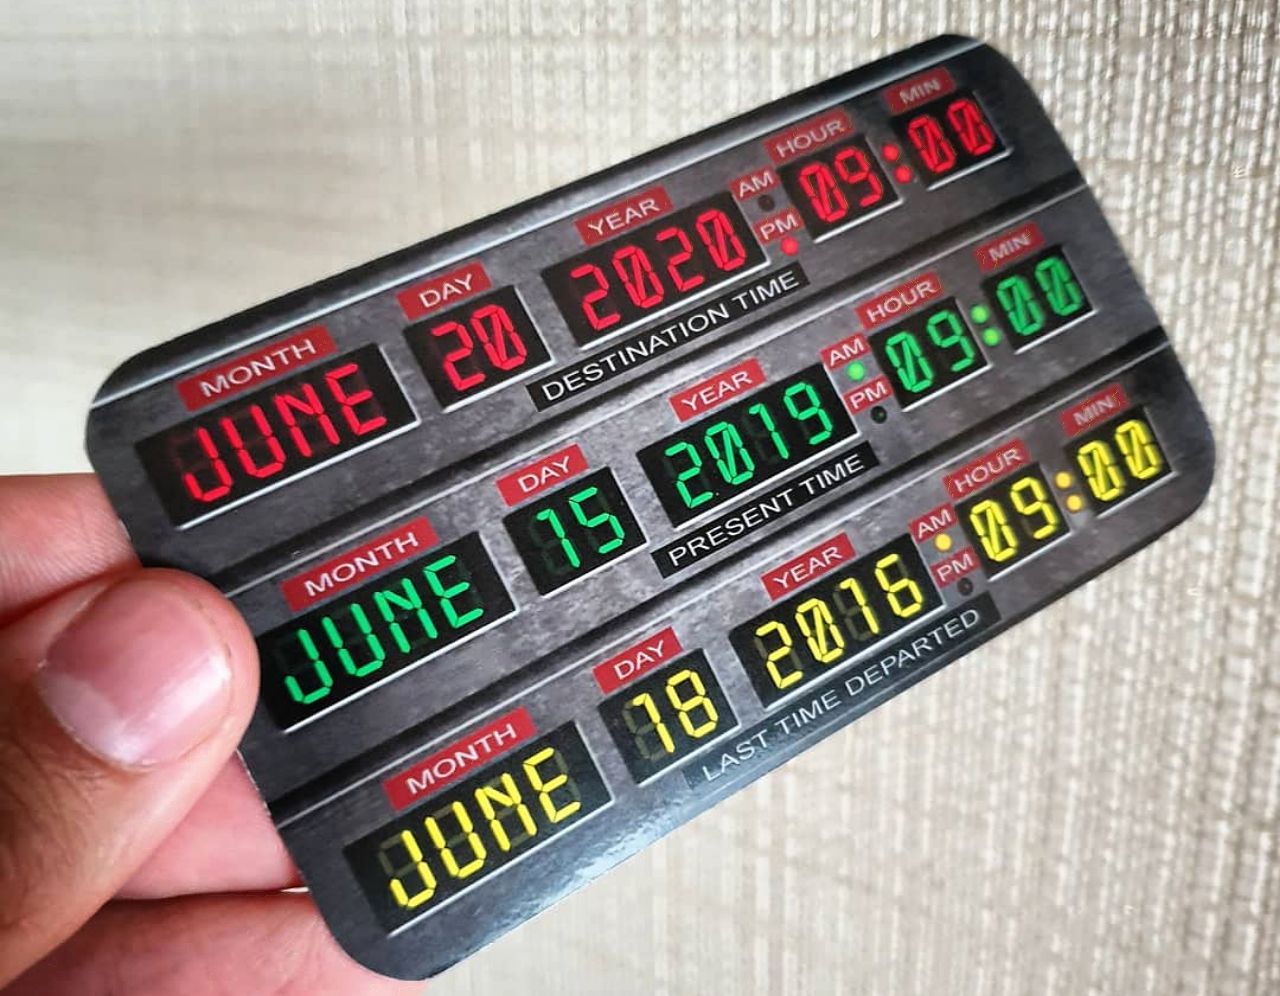 MONTH DAY YEAR AM PM HOUR MIN
JUNE 20 2020 09:00
DESTINATION TIME
MONTH DAY YEAR AM PM HOUR MIN
JUNE 15 2019 09:00
PRESENT TIME
MONTH DAY YEAR AM PM HOUR MIN
JUNE 18 2016 09:00
LAST TIME DEPARTED